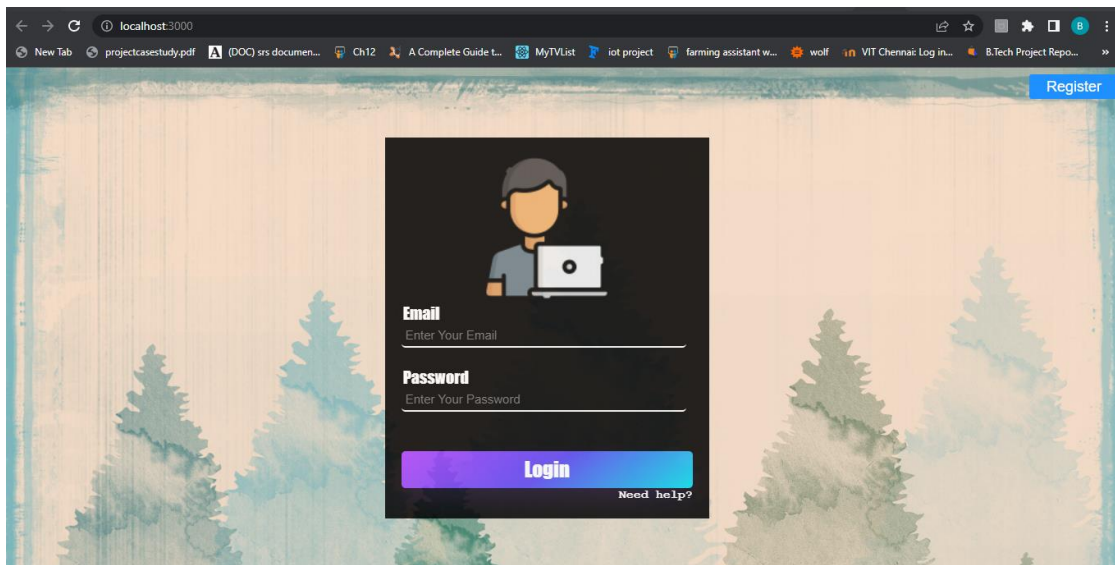 localhost:3000
B
New Tab projectcasestudy.pdf A (DOC) srs documen... Ch12 A Complete Guide t... MyTVList iot project farming assistant w... wolf VIT Chennai: Log in... B.Tech Project Repo... »
Register
Email
Enter Your Email
Password
Enter Your Password
Login
Need help?